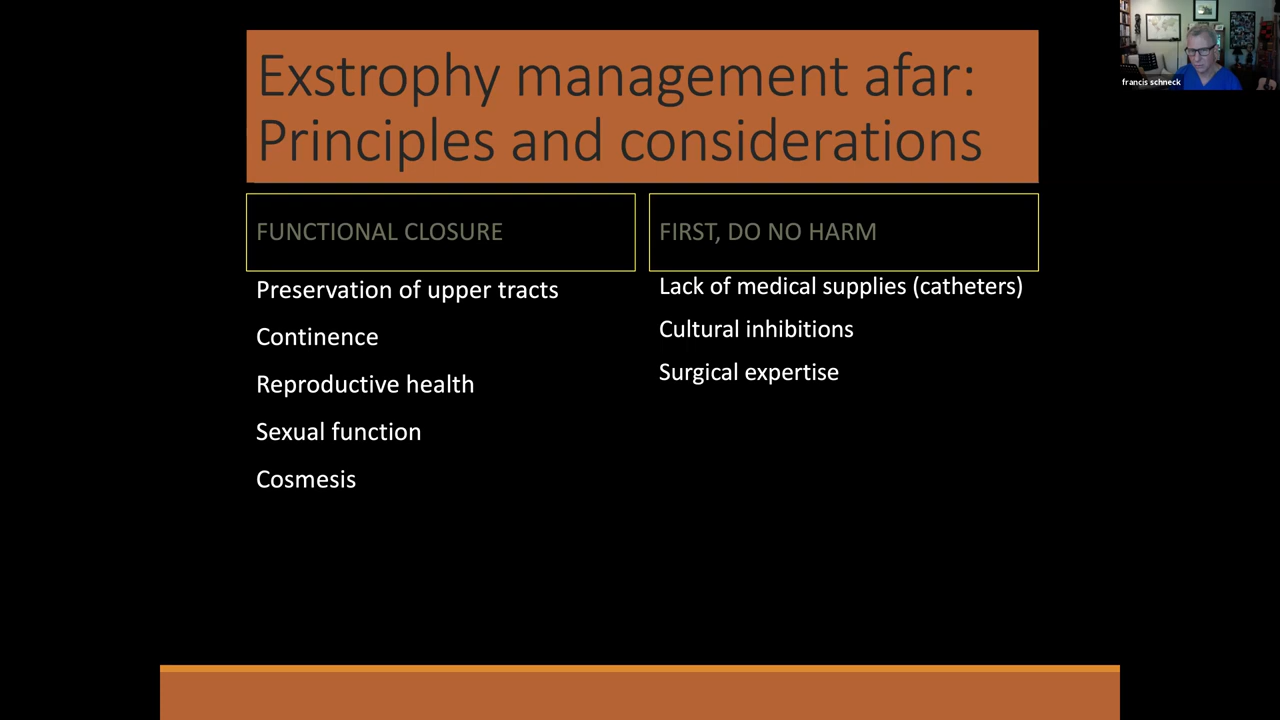 Exstrophy management afar:
Principles and considerations
FUNCTIONAL CLOSURE
Preservation of upper tracts
Continence
Reproductive health
Sexual function
Cosmesis
FIRST, DO NO HARM
Lack of medical supplies (catheters)
Cultural inhibitions
Surgical expertise
francis schneck